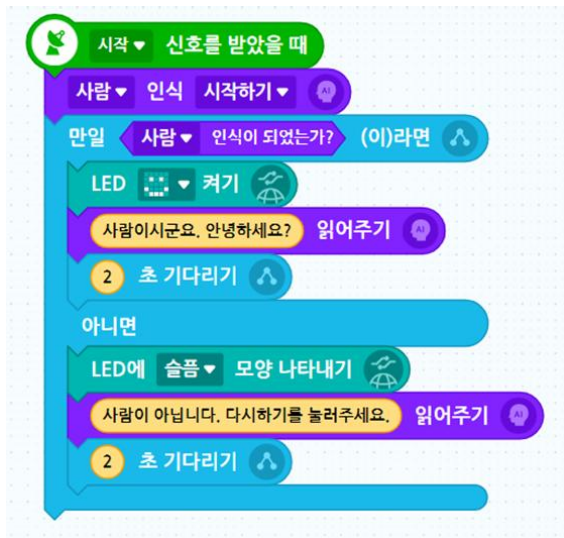 시작 신호를 받았을 때
사람 인식 시작하기 AI
만일 사람 인식이 되었는가? (이)라면
LED 켜기
사람이시군요. 안녕하세요? 읽어주기 AI
2 초 기다리기
아니면
LED에 슬픔 모양 나타내기
사람이 아닙니다. 다시하기를 눌러주세요. 읽어주기 AI
2 초 기다리기